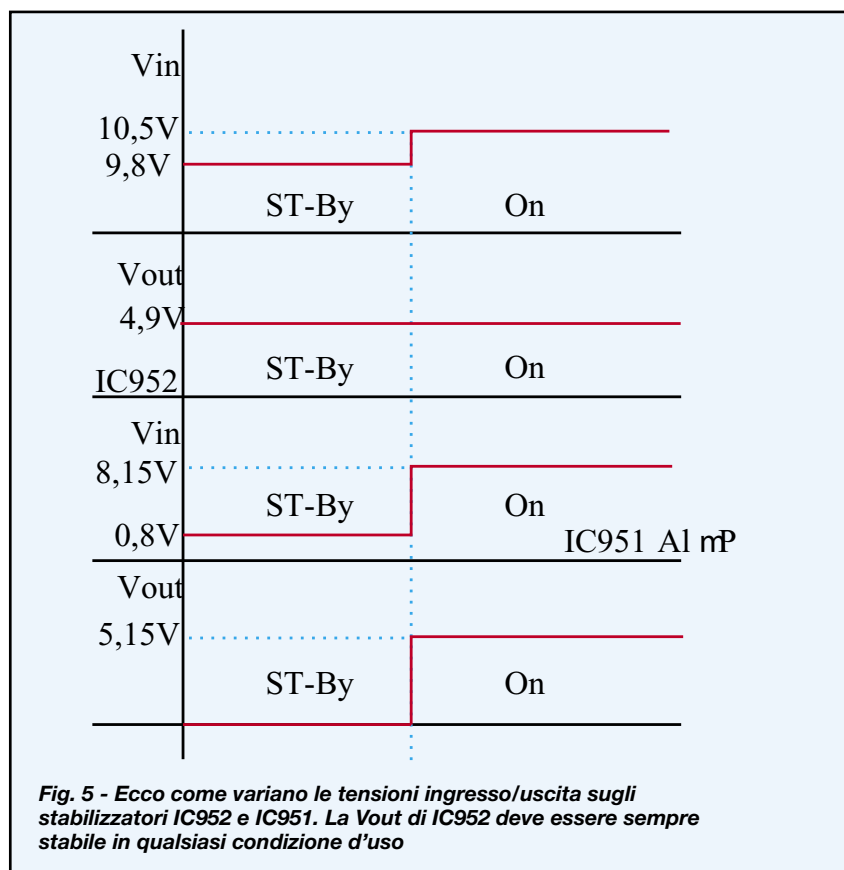 Vin
10,5V
9,8V
ST-By On
Vout
4,9V
ST-By On
IC952
Vin
8,15V
ST-By On
0,8V
IC951 Al mP
Vout
5,15V
ST-By On
Fig. 5 - Ecco come variano le tensioni ingresso/uscita sugli
stabilizzatori IC952 e IC951. La Vout di IC952 deve essere sempre
stabile in qualsiasi condizione d'uso